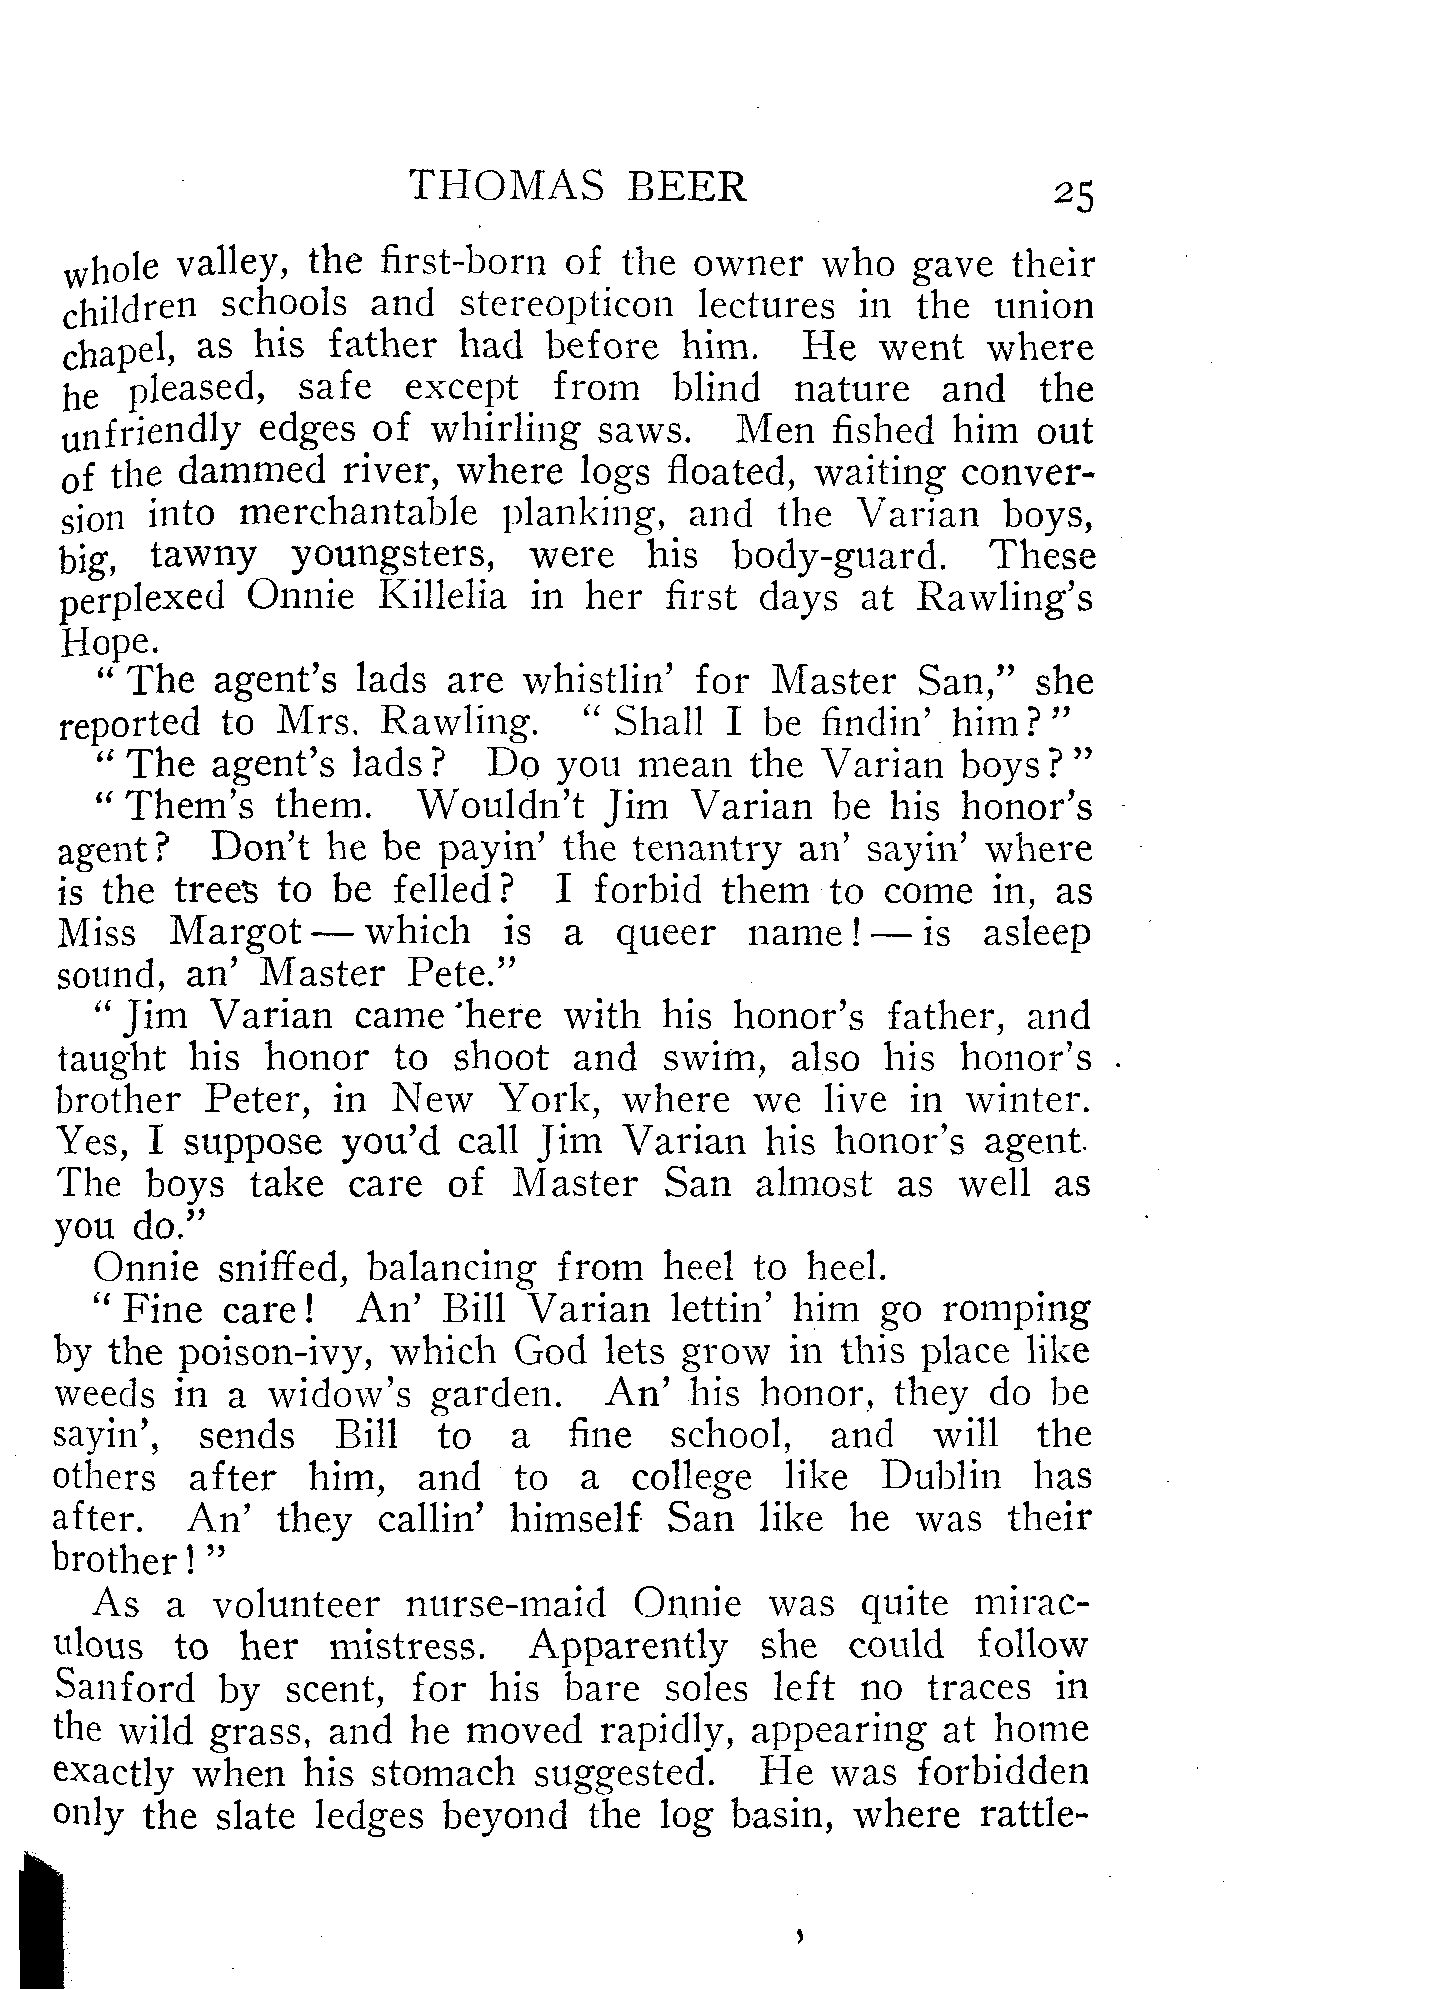 THOMAS BEER 25
whole valley, the first-born of the owner who gave their
children schools and stereopticon lectures in the union
chapel, as his father had before him. He went where
he pleased, safe except from blind nature and the
unfriendly edges of whirling saws. Men fished him out
of the dammed river, where logs floated, waiting conver-
sion into merchantable planking, and the Varian boys,
big, tawny youngsters, were his body-guard. These
perplexed Onnie Killelia in her first days at Rawling's
Hope.
"The agent's lads are whistlin' for Master San," she
reported to Mrs. Rawling. "Shall I be findin' him?"
"The agent's lads? Do you mean the Varian boys?"
"Them's them. Wouldn't Jim Varian be his honor's
agent? Don't he be payin' the tenantry an' sayin' where
is the trees to be felled? I forbid them to come in, as
Miss Margot — which is a queer name! — is asleep
sound, an' Master Pete."
"Jim Varian came here with his honor's father, and
taught his honor to shoot and swim, also his honor's
brother Peter, in New York, where we live in winter.
Yes, I suppose you'd call Jim Varian his honor's agent.
The boys take care of Master San almost as well as
you do."
Onnie sniffed, balancing from heel to heel.
"Fine care! An' Bill Varian lettin' him go romping
by the poison-ivy, which God lets grow in this place like
weeds in a widow's garden. An' his honor, they do be
sayin', sends Bill to a fine school, and will the
others after him, and to a college like Dublin has
after. An' they callin' himself San like he was their
brother!"
As a volunteer nurse-maid Onnie was quite mirac-
ulous to her mistress. Apparently she could follow
Sanford by scent, for his bare soles left no traces in
the wild grass, and he moved rapidly, appearing at home
exactly when his stomach suggested. He was forbidden
only the slate ledges beyond the log basin, where rattle-